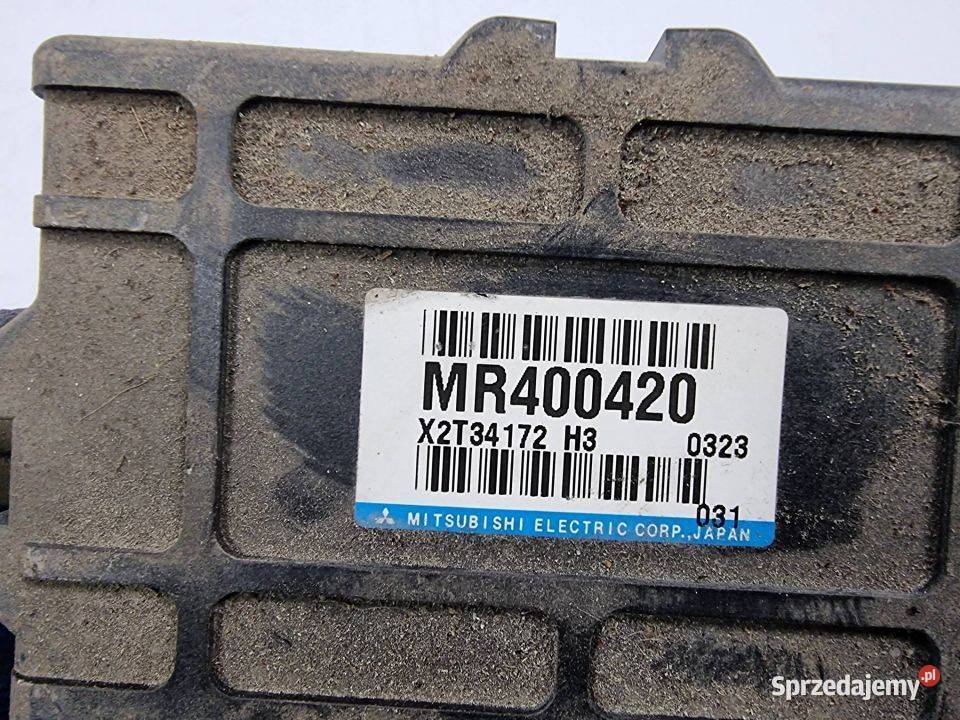 MR400420
X2T34172 H3 0323
031
MITSUBISHI ELECTRIC CORP.,JAPAN
Sprzedajemy.pl